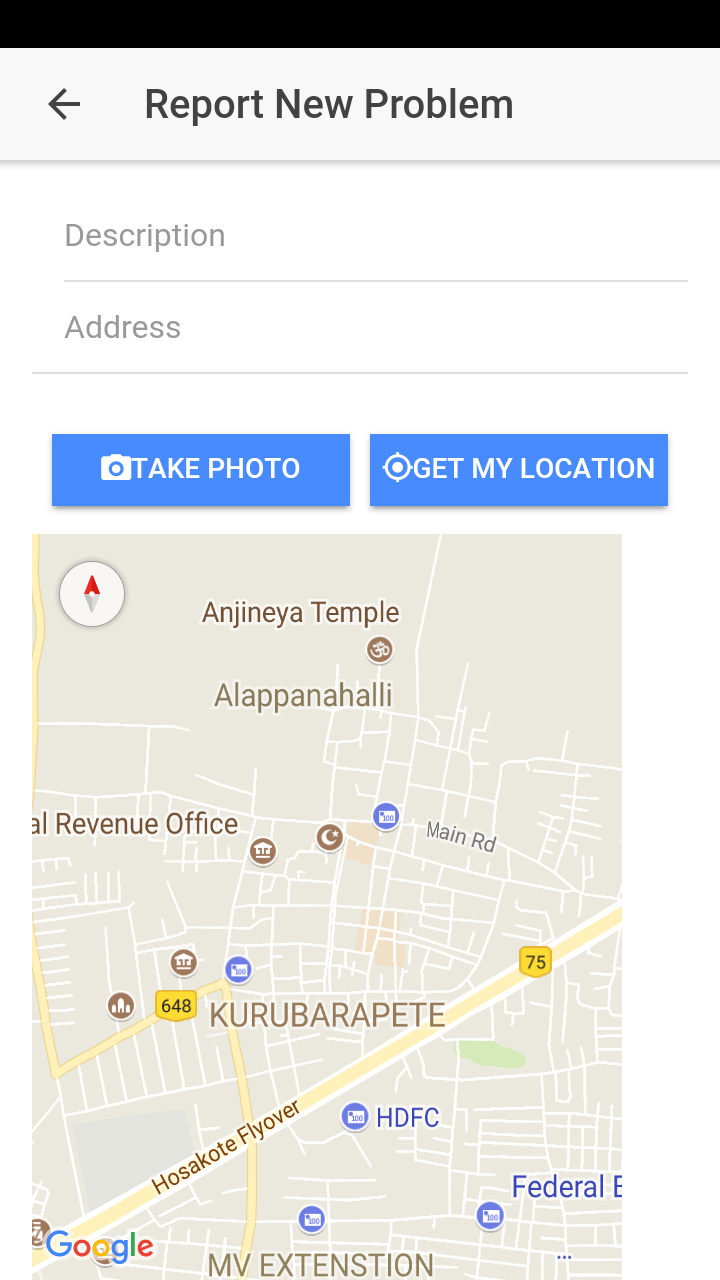 Report New Problem
Description
Address
TAKE PHOTO
GET MY LOCATION
Anjineya Temple
Alappanahalli
al Revenue Office
Main Rd
75
648
KURUBARAPETE
HDFC
Hosakote Flyover
Federal
Google
MV EXTENSTION
...